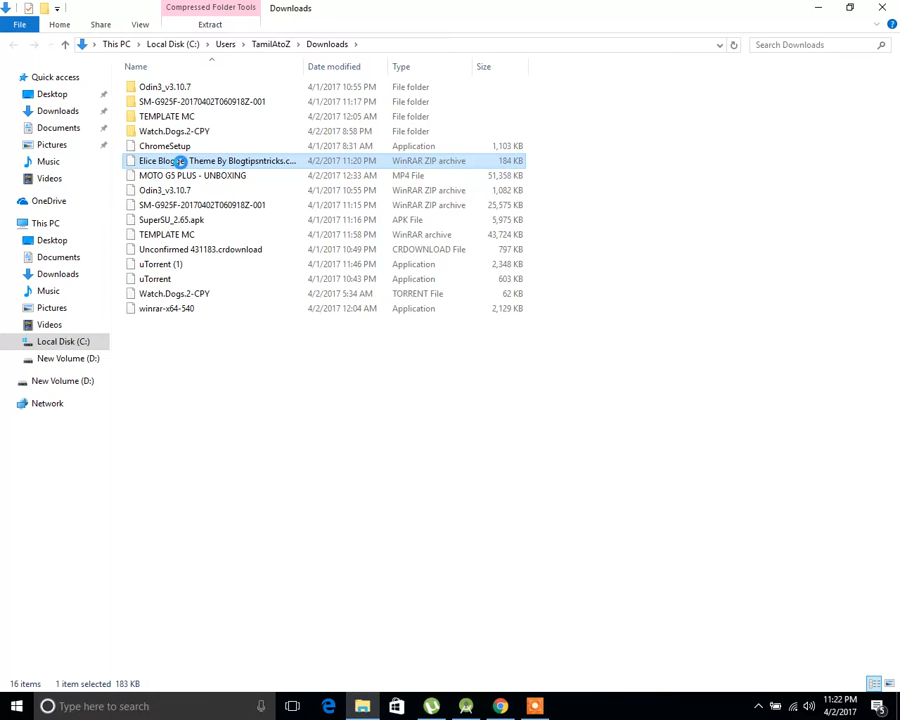 Compressed Folder Tools
Downloads
File
Home
Share
View
Extract
This PC
Local Disk (C:)
Users
TamilAtoZ
Downloads
Search Downloads
Name
Date modified
Type
Size
Quick access
Desktop
Downloads
Documents
Pictures
Music
Videos
OneDrive
This PC
Desktop
Documents
Downloads
Music
Pictures
Videos
Local Disk (C:)
New Volume (D:)
New Volume (D:)
Network
Odin3_v3.10.7 4/1/2017 10:55 PM File folder
SM-G925F-20170402T060918Z-001 4/1/2017 11:17 PM File folder
TEMPLATE MC 4/2/2017 12:05 AM File folder
Watch.Dogs.2-CPY 4/2/2017 8:58 PM File folder
ChromeSetup 4/1/2017 8:31 AM Application 1,103 KB
Elice Theme By Blogtipsntricks.c... 4/2/2017 11:20 PM WinRAR ZIP archive 184 KB
MOTO G5 PLUS - UNBOXING 4/2/2017 12:33 AM MP4 File 51,358 KB
Odin3_v3.10.7 4/1/2017 10:55 PM WinRAR ZIP archive 1,082 KB
SM-G925F-20170402T060918Z-001 4/1/2017 11:15 PM WinRAR ZIP archive 25,575 KB
SuperSU_2.65.apk 4/1/2017 11:16 PM APK File 5,975 KB
TEMPLATE MC 4/1/2017 11:58 PM WinRAR archive 43,724 KB
Unconfirmed 431183.crdownload 4/1/2017 10:49 PM CRDOWNLOAD File 797 KB
uTorrent (1) 4/1/2017 11:46 PM Application 2,348 KB
uTorrent 4/1/2017 10:43 PM Application 603 KB
Watch.Dogs.2-CPY 4/2/2017 5:34 AM TORRENT File 62 KB
winrar-x64-540 4/2/2017 12:04 AM Application 2,129 KB
16 items 1 item selected 183 KB
Type here to search
11:22 PM
4/2/2017
5